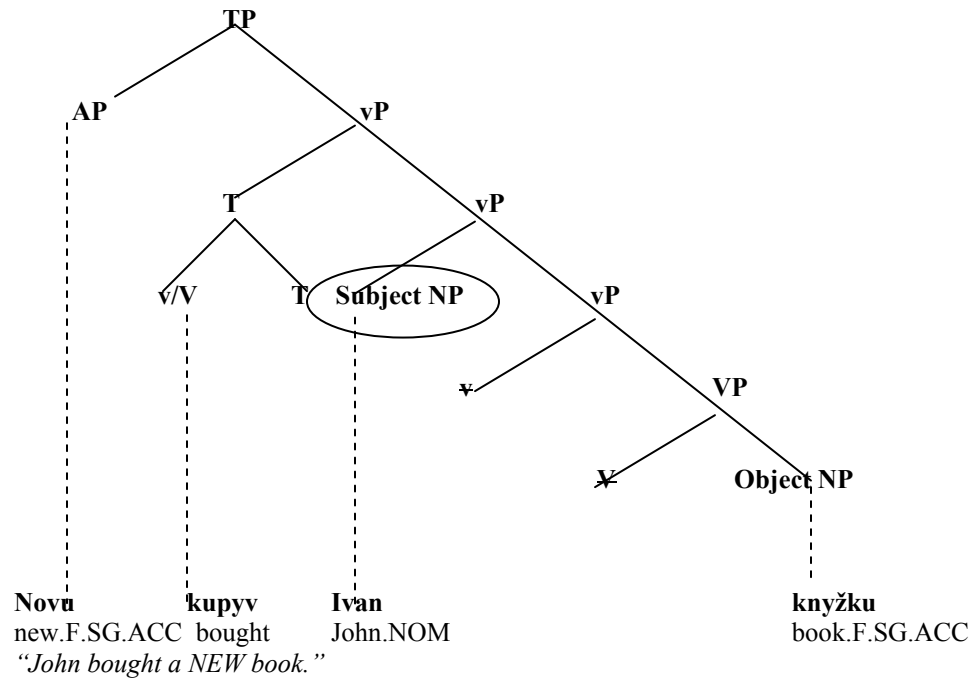 TP
AP vP
T vP
v/V T Subject NP vP
v VP
V Object NP
Novu kupyv Ivan knyžku
new.F.SG.ACC bought John.NOM book.F.SG.ACC
“John bought a NEW book.”